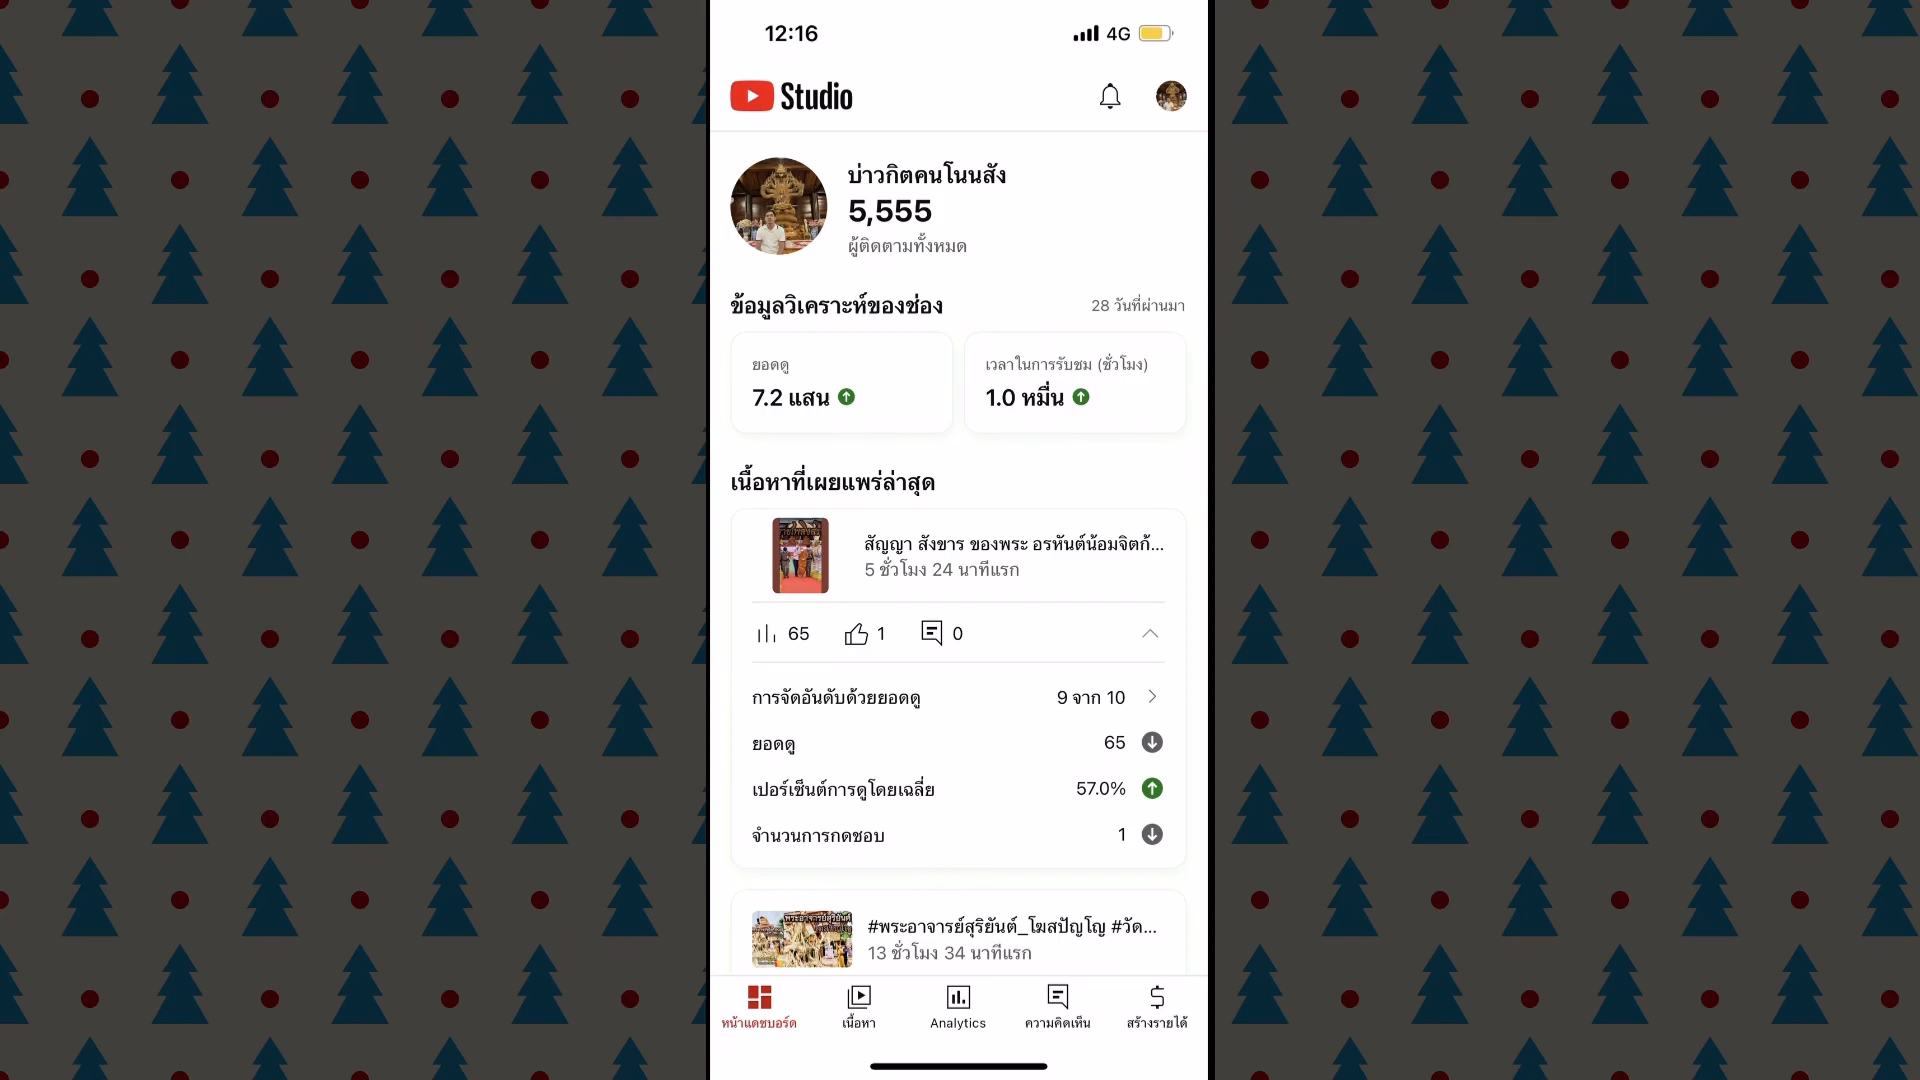 12:16
4G
Studio
บ่าวกิตคนโนนสัง
5,555
ผู้ติดตามทั้งหมด
ข้อมูลวิเคราะห์ของช่อง
28 วันที่ผ่านมา
ยอดดู
7.2 แสน
เวลาในการรับชม (ชั่วโมง)
1.0 หมื่น
เนื้อหาที่เผยแพร่ล่าสุด
สัญญา สังขาร ของพระ อรหันต์น้อมจิตก้...
5 ชั่วโมง 24 นาทีแรก
65
1
0
การจัดอันดับด้วยยอดดู
9 จาก 10
ยอดดู
65
เปอร์เซ็นต์การดูโดยเฉลี่ย
57.0%
จำนวนการกดชอบ
1
พระอาจารย์สุริยันต์
#พระอาจารย์สุริยันต์_โฆสปัญโญ #วัด...
13 ชั่วโมง 34 นาทีแรก
หน้าแดชบอร์ด
เนื้อหา
Analytics
ความคิดเห็น
สร้างรายได้